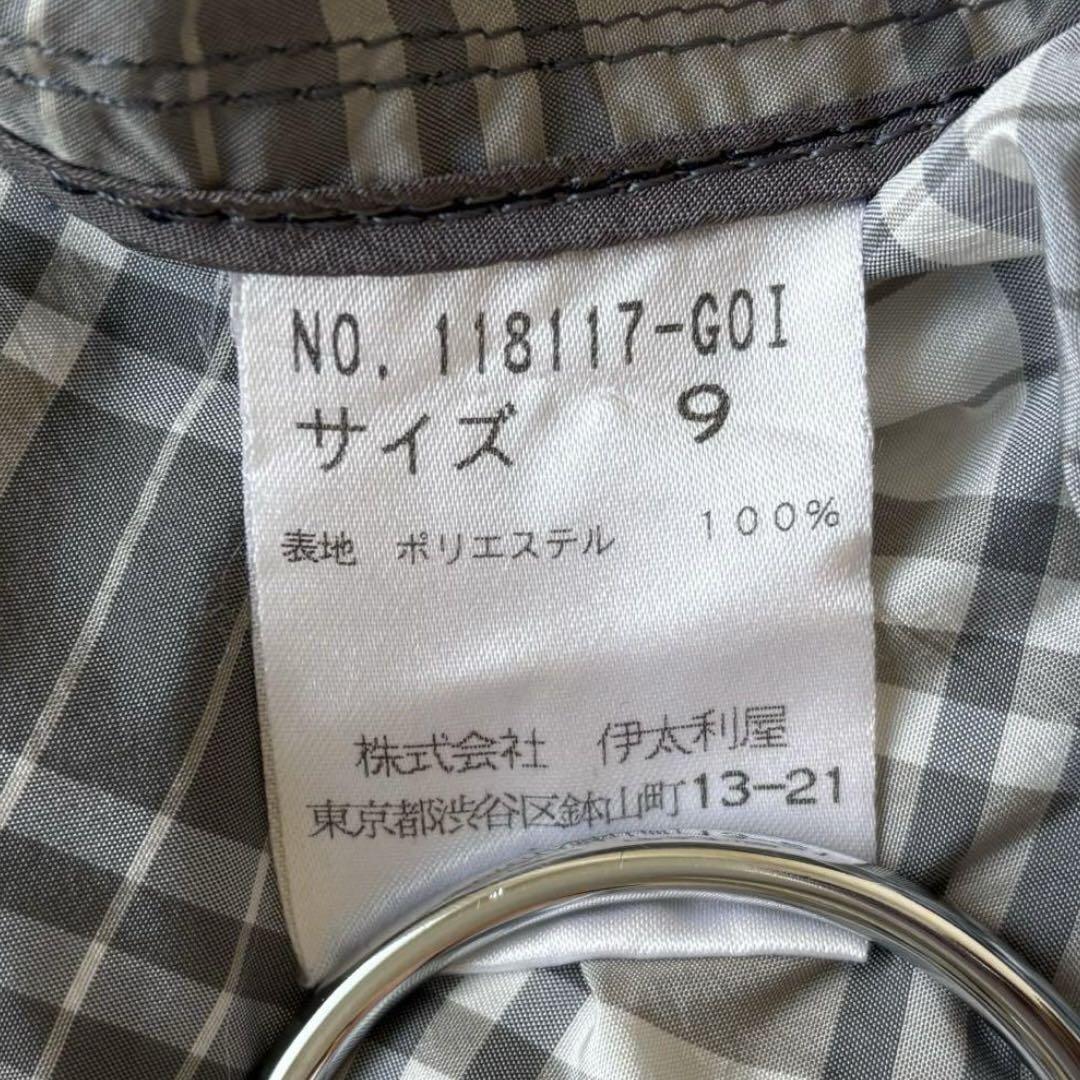 NO. 118117-G0I
サイズ 9
表地 ポリエステル 100%
株式会社 伊太利屋
東京都渋谷区鉢山町13-21